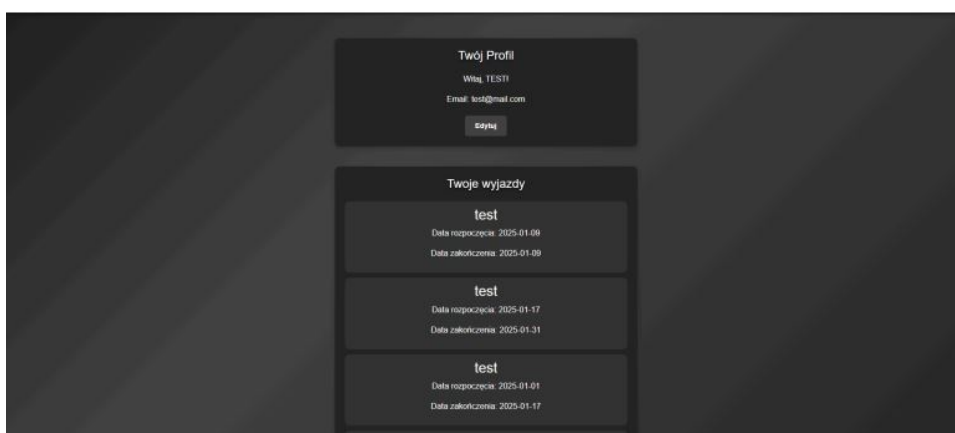 Twój Profil
Witaj, TEST!
Email: test@mail.com
Edytuj
Twoje wyjazdy
test
Data rozpoczęcia: 2025-01-09
Data zakończenia: 2025-01-09
test
Data rozpoczęcia: 2025-01-17
Data zakończenia: 2025-01-31
test
Data rozpoczęcia: 2025-01-01
Data zakończenia: 2025-01-17